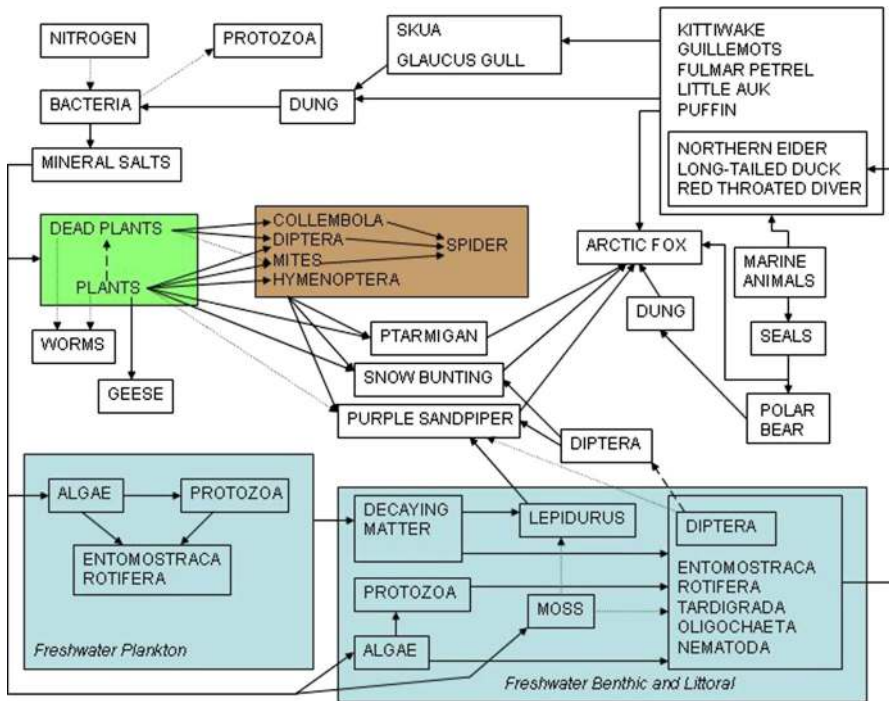 NITROGEN
PROTOZOA
SKUA
GLAUCUS GULL
KITTIWAKE
GUILLEMOTS
FULMAR PETREL
LITTLE AUK
PUFFIN
BACTERIA
DUNG
MINERAL SALTS
NORTHERN EIDER
LONG-TAILED DUCK
RED THROATED DIVER
DEAD PLANTS
PLANTS
COLLEMBOLA
DIPTERA
MITES
HYMENOPTERA
SPIDER
ARCTIC FOX
MARINE
ANIMALS
DUNG
SEALS
WORMS
PTARMIGAN
GEESE
SNOW BUNTING
PURPLE SANDPIPER
POLAR
BEAR
DIPTERA
ALGAE
PROTOZOA
ENTOMOSTRACA
ROTIFERA
Freshwater Plankton
DECAYING
MATTER
LEPIDURUS
DIPTERA
ENTOMOSTRACA
ROTIFERA
TARDIGRADA
OLIGOCHAETA
NEMATODA
PROTOZOA
MOSS
ALGAE
Freshwater Benthic and Littoral